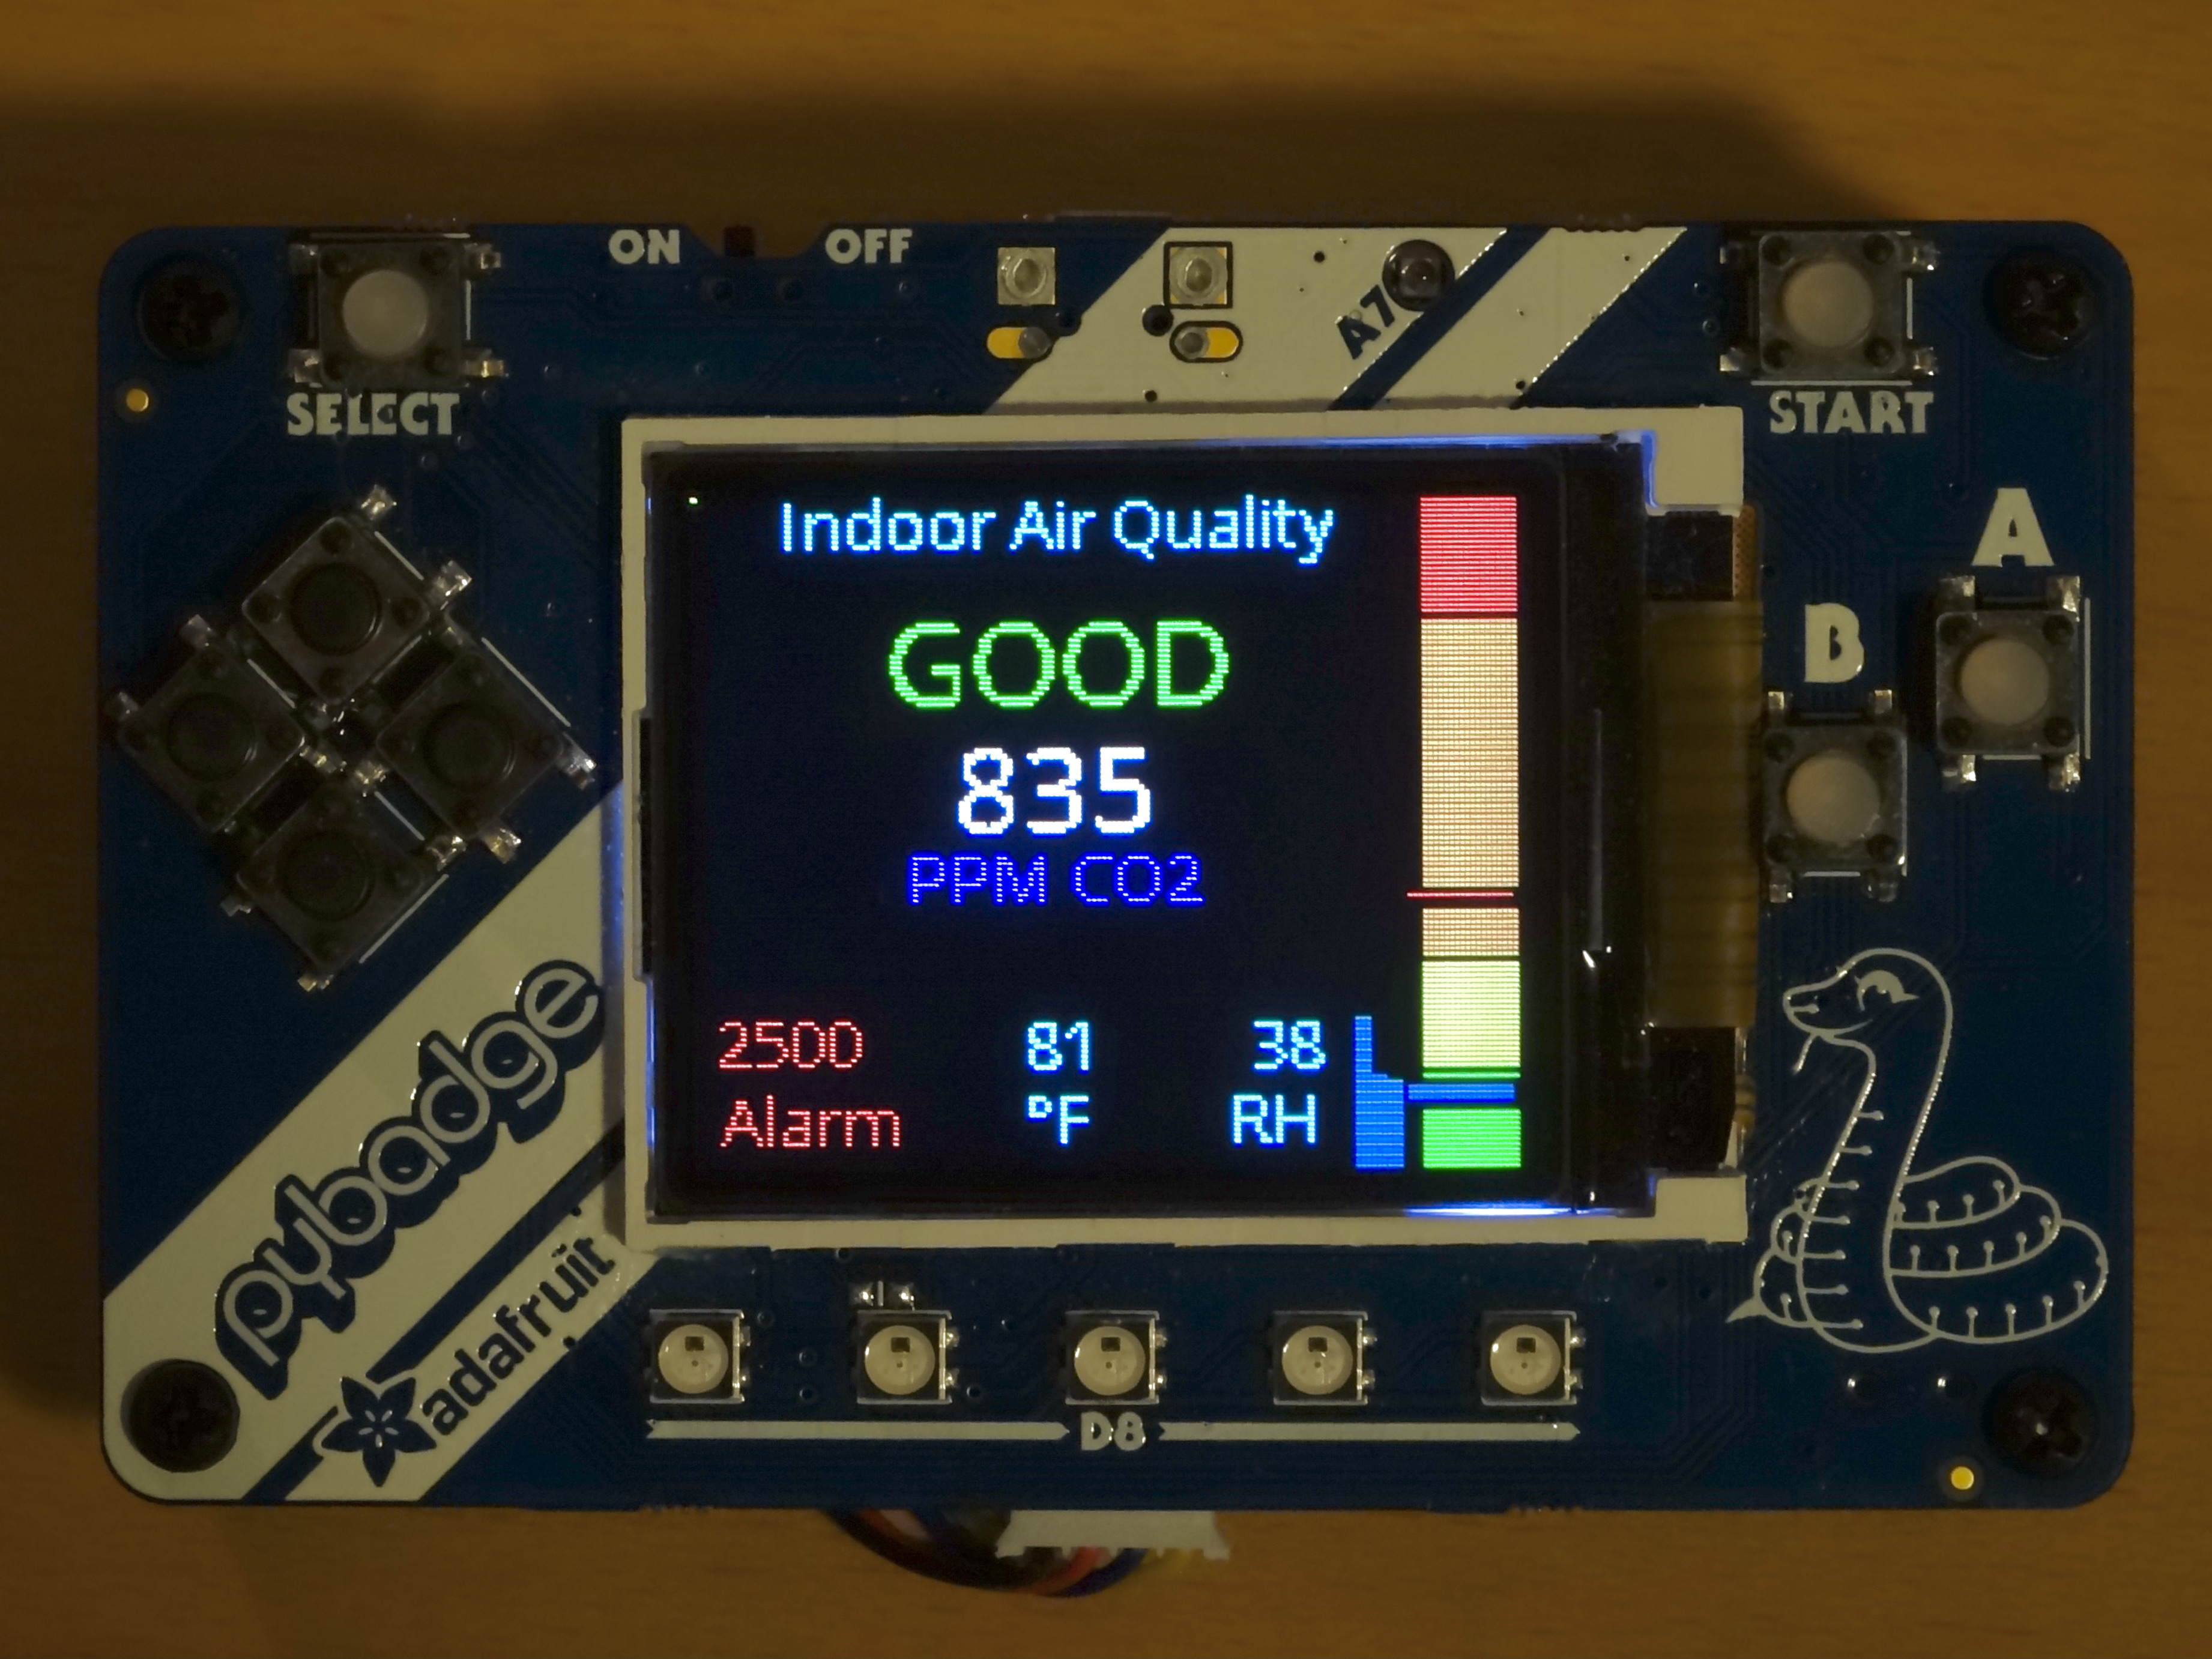 ON OFF
A7
SELECT
START
Indoor Air Quality
A
GOOD
B
835
PPM CO2
2500 81 38
Alarm °F RH
pybadge
adafruit
D8